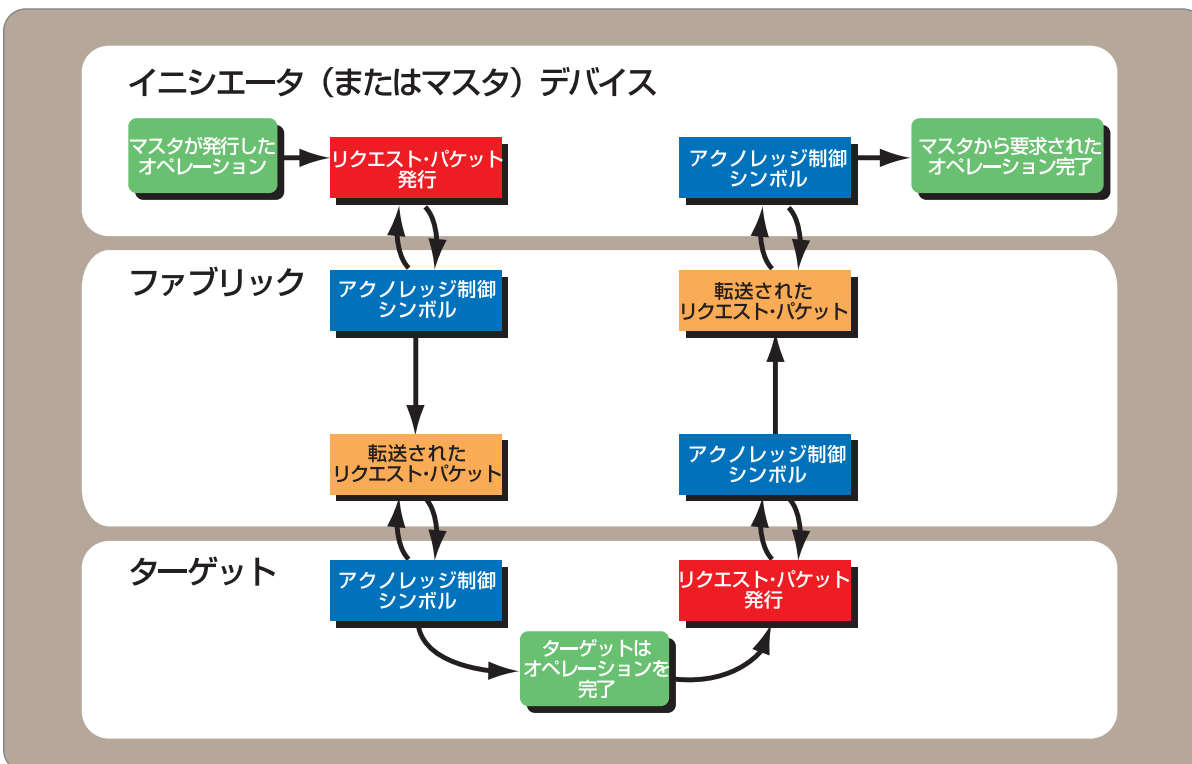 イニシエータ（またはマスタ）デバイス
マスタが発行した
オペレーション
リクエスト・パケット
発行
アクノレッジ制御
シンボル
マスタから要求された
オペレーション完了
ファブリック
アクノレッジ制御
シンボル
転送された
リクエスト・パケット
転送された
リクエスト・パケット
アクノレッジ制御
シンボル
ターゲット
アクノレッジ制御
シンボル
リクエスト・パケット
発行
ターゲットは
オペレーションを
完了